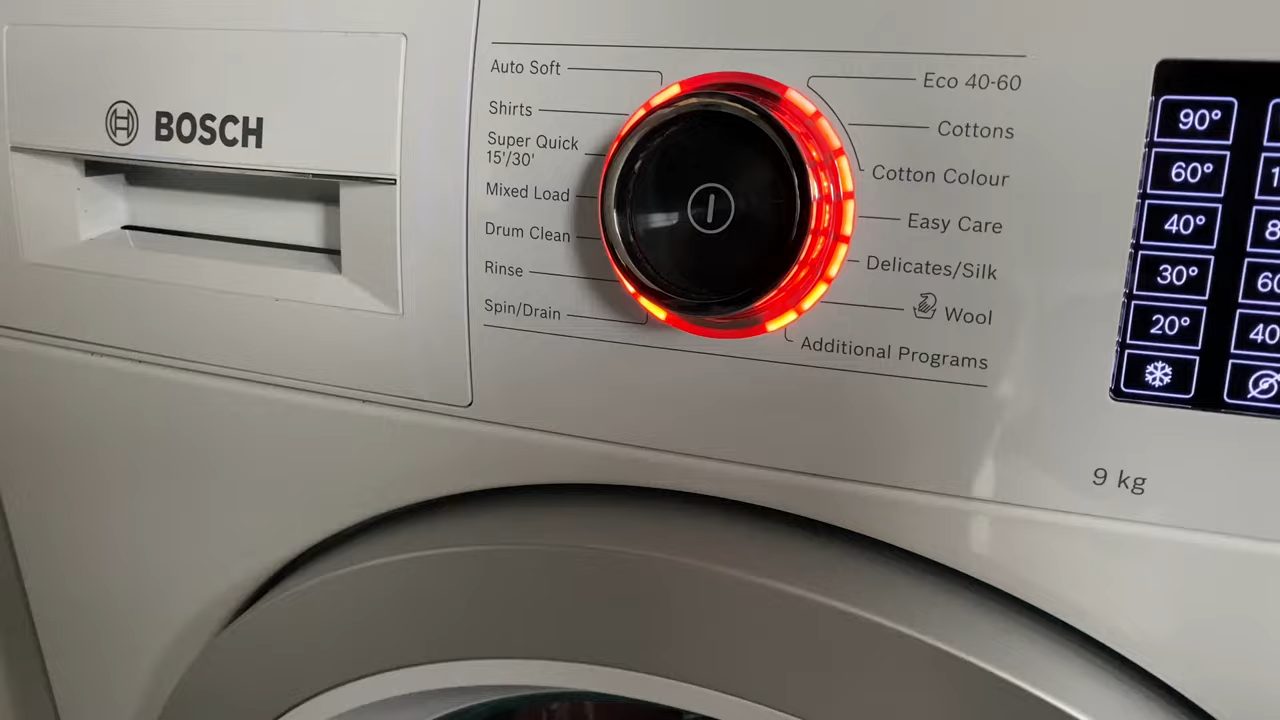 BOSCH
Auto Soft
Shirts
Super Quick
15'/30'
Mixed Load
Drum Clean
Rinse
Spin/Drain
Eco 40-60
Cottons
Cotton Colour
Easy Care
Delicates/Silk
Wool
Additional Programs
90°
60°
40°
30°
20°
9 kg